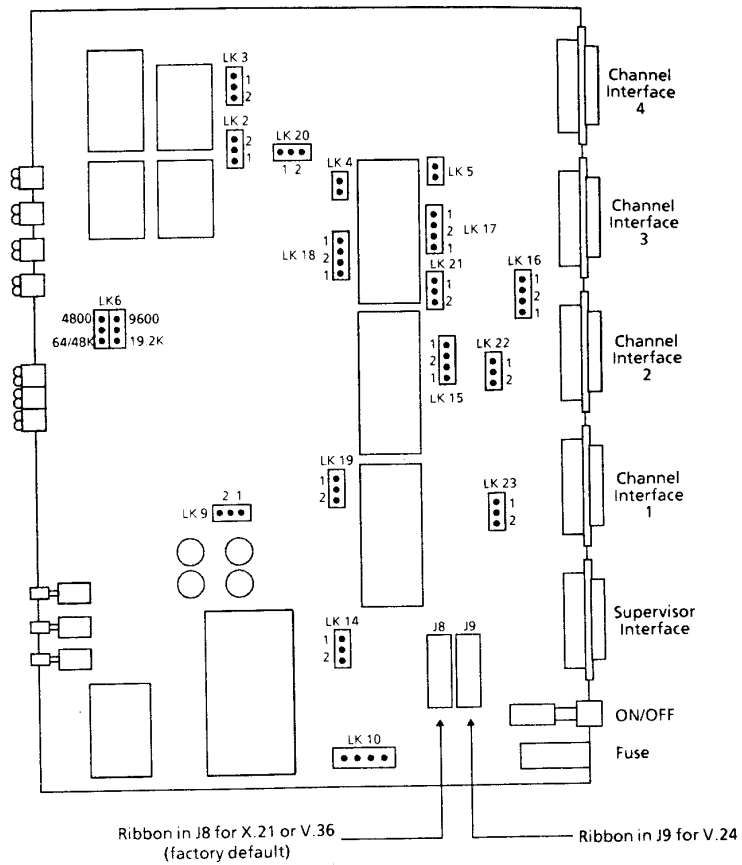 LK 3
1
2
LK 2
2
1
LK 20
1 2
LK 4
LK 5
1
2
1
LK 17
LK 18
1
2
1
LK 21
1
2
LK 16
1
2
1
Channel
Interface
4
Channel
Interface
3
Channel
Interface
2
Channel
Interface
1
Supervisor
Interface
ON/OFF
Fuse
LK6
4800
9600
64/48K
19.2K
1
2
1
LK 15
LK 22
1
2
LK 19
1
2
LK 23
1
2
2 1
LK 9
LK 14
1
2
J8
J9
LK 10
Ribbon in J8 for X.21 or V.36
(factory default)
Ribbon in J9 for V.24